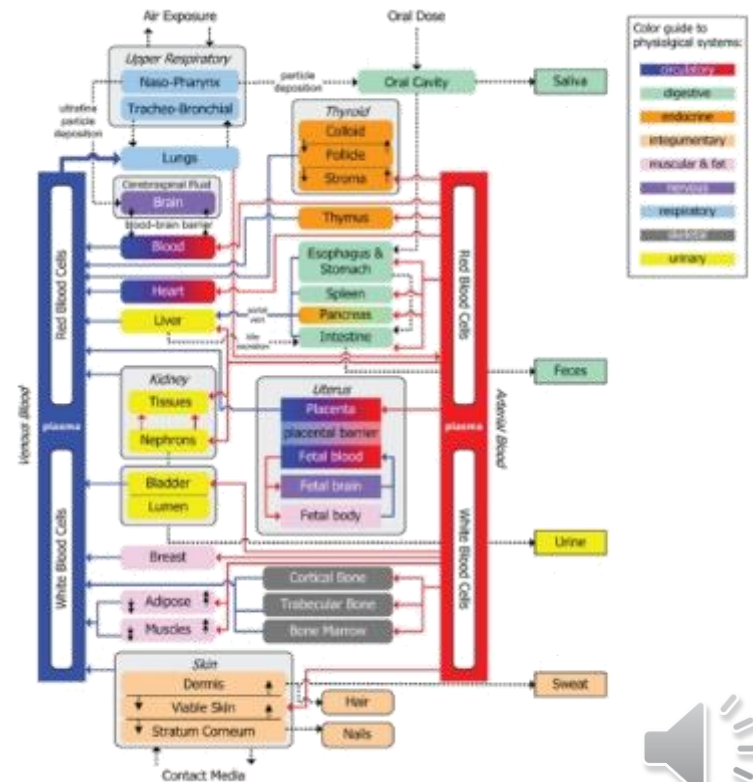 Air Exposure
Oral Dose
Upper Respiratory
Naso-Pharynx
Tracheo-Bronchial
particle
deposition
Oral Cavity
Saliva
ultrafine
particle
deposition
Lungs
Thyroid
Colloid
Follicle
Stroma
Cerebrospinal Fluid
Brain
blood-brain barrier
Thymus
Blood
Heart
Liver
Esophagus &
Stomach
Spleen
Pancreas
Intestine
vein
Feces
Kidney
Tissues
Nephrons
Uterus
Placenta
placental barrier
Fetal blood
Fetal brain
Fetal body
Bladder
Lumen
Urine
Breast
Adipose
Muscles
Cortical Bone
Trabecular Bone
Bone Marrow
Skin
Dermis
Viable Skin
Stratum Corneum
Hair
Nails
Sweat
Contact Media
Venous Blood
Red Blood Cells
plasma
White Blood Cells
Red Blood Cells
plasma
White Blood Cells
Arterial Blood
Color guide to
physiolgical systems:
circulatory
digestive
endocrine
integumentary
muscular & fat
nervous
respiratory
skeletal
urinary